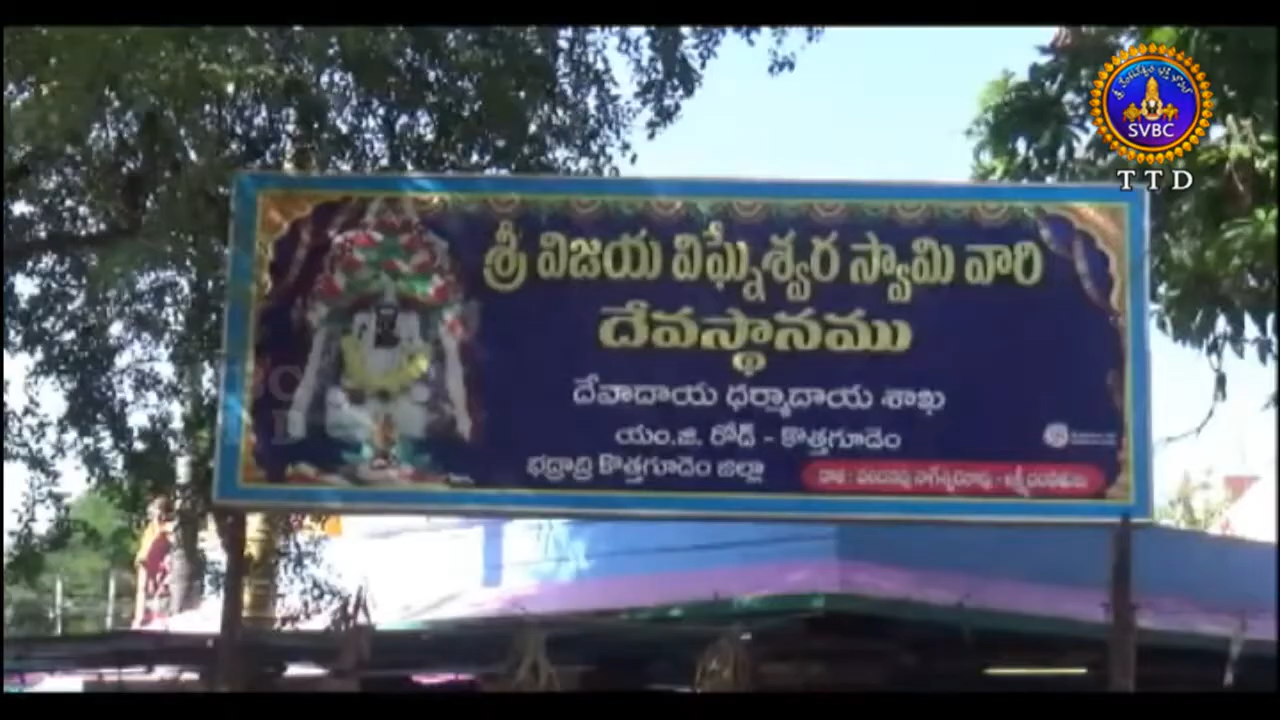 SVBC
TTD
శ్రీ విజయ విఘ్నేశ్వర స్వామి వారి
దేవస్థానము
దేవాదాయ ధర్మాదాయ శాఖ
యం.జి. రోడ్ - కొత్తగూడెం
భద్రాద్రి కొత్తగూడెం జిల్లా
దాత :